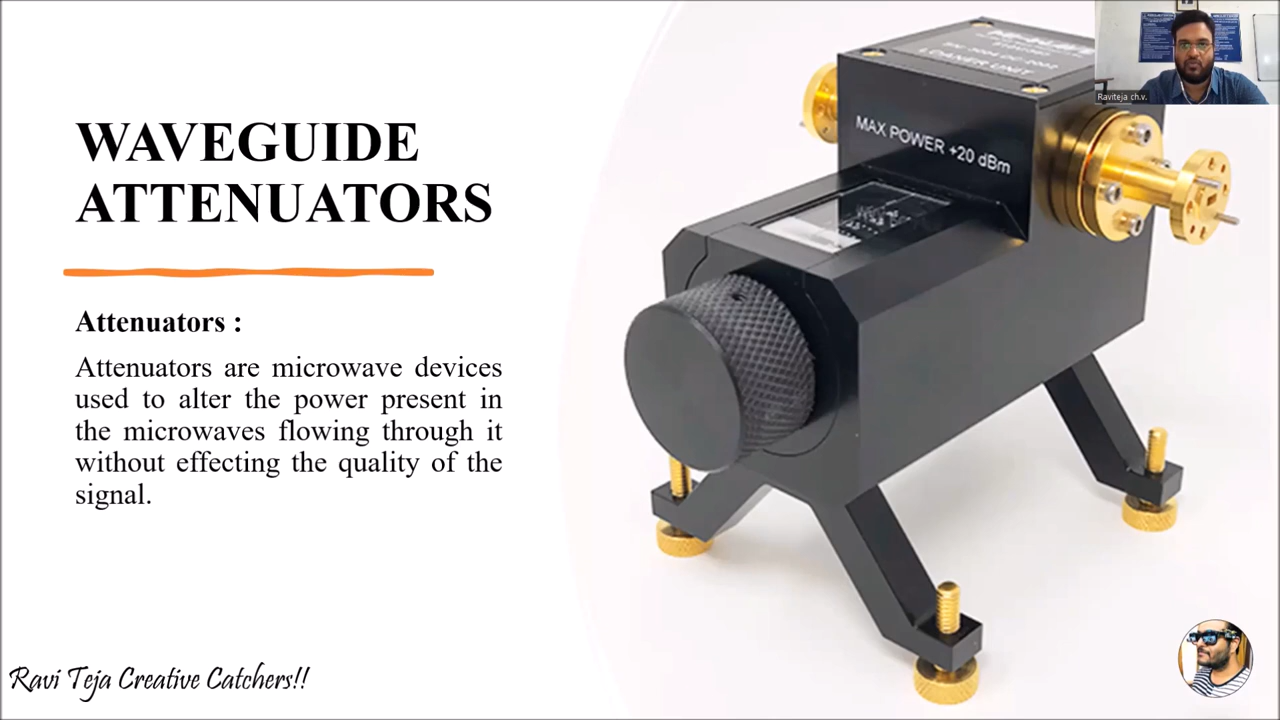 WAVEGUIDE
ATTENUATORS
Attenuators :
Attenuators are microwave devices
used to alter the power present in
the microwaves flowing through it
without effecting the quality of the
signal.
Ravi Teja Creative Catchers!!
LOANER UNIT
MAX POWER +20 dBm
Raviteja ch.v.